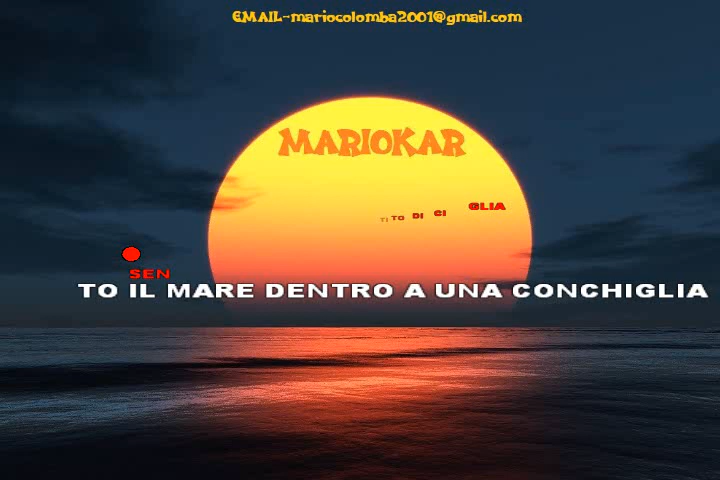 EMAIL-mariocolomba2001@gmail.com
MARIOKAR
TI TO DI CI GLIA
SEN
TO IL MARE DENTRO A UNA CONCHIGLIA